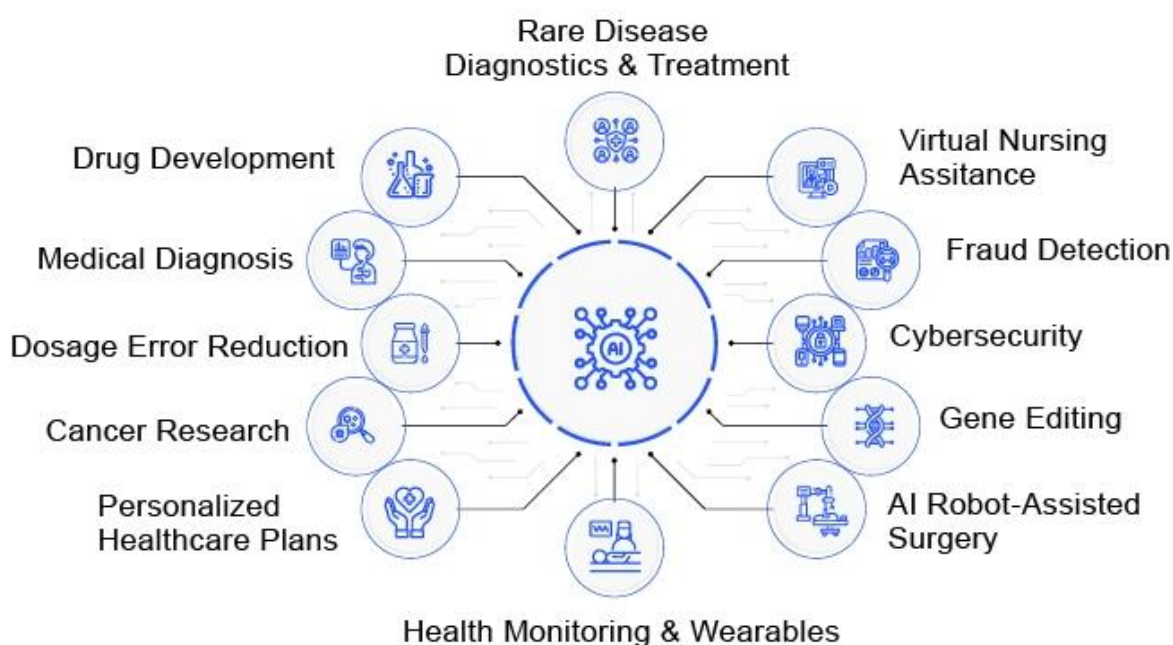 Rare Disease
Diagnostics & Treatment
Drug Development
Virtual Nursing
Assitance
Medical Diagnosis
Fraud Detection
Dosage Error Reduction
AI
Cybersecurity
Cancer Research
Gene Editing
Personalized
Healthcare Plans
AI Robot-Assisted
Surgery
Health Monitoring & Wearables